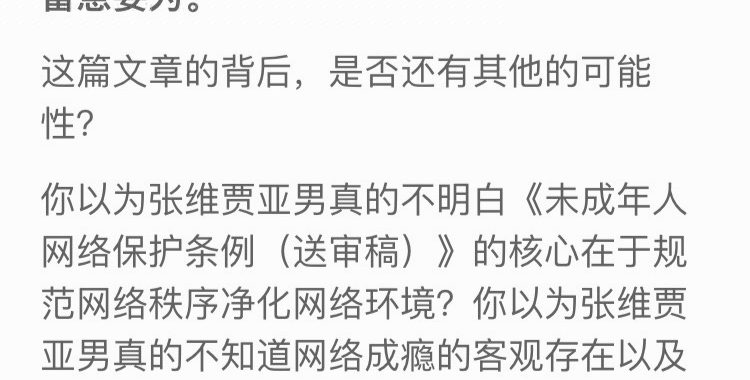 这篇文章的背后，是否还有其他的可能
性？
你以为张维贾亚男真的不明白《未成年人
网络保护条例（送审稿）》的核心在于规
范网络秩序净化网络环境？你以为张维贾
亚男真的不知道网络成瘾的客观存在以及